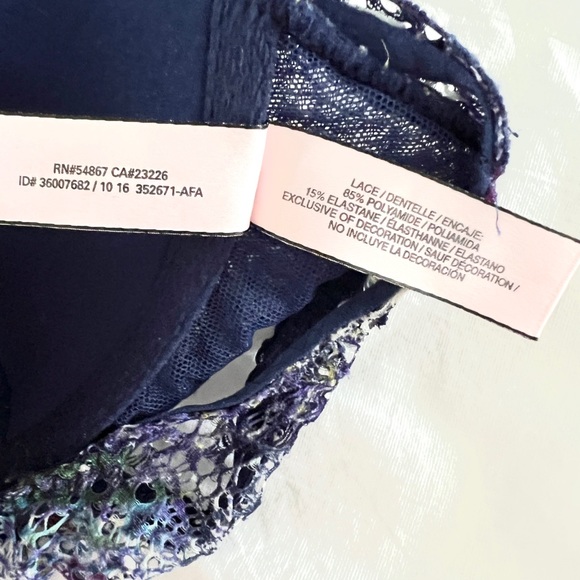 RN#54867 CA#23226
ID# 36007682 / 10 16 352671-AFA
LACE / DENTELLE / ENCAJE:
85% POLYAMIDE / POLIAMIDA
15% ELASTANE / ELASTHANNE / ELASTANO
EXCLUSIVE OF DECORATION / SAUF DÉCORATION /
NO INCLUYE LA DECORACIÓN